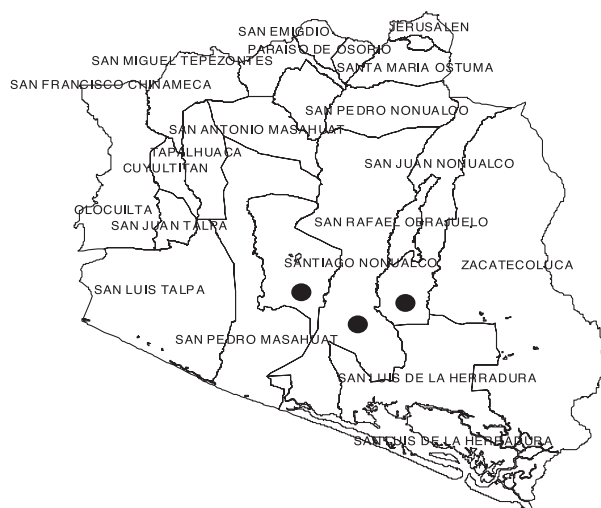 SAN EMIGDIO
JERUSALEN
PARAISO DE OSORIO
SAN MIGUEL TEPEZONTES
SANTA MARIA OSTUMA
SAN FRANCISCO CHINAMECA
SAN PEDRO NONUALCO
SAN ANTONIO MASAHUAT
TAPALHUACA
SAN JUAN NONUALCO
CUYULTITAN
OLOCUILTA
SAN RAFAEL OBRAJUELO
SAN JUAN TALPA
SANTIAGO NONUALCO
ZACATECOLUCA
SAN LUIS TALPA
SAN PEDRO MASAHUAT
SAN LUIS DE LA HERRADURA
SAN LUIS DE LA HERRADURA